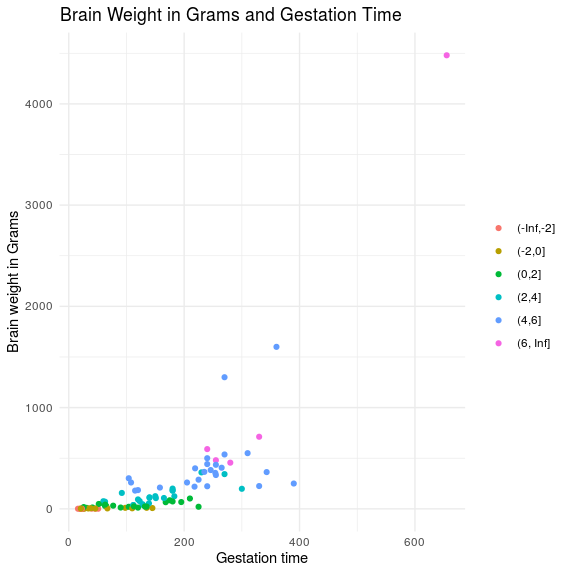 Brain Weight in Grams and Gestation Time
Brain weight in Grams
4000
3000
2000
1000
0
0 200 400 600
Gestation time
(-Inf,-2]
(-2,0]
(0,2]
(2,4]
(4,6]
(6, Inf]